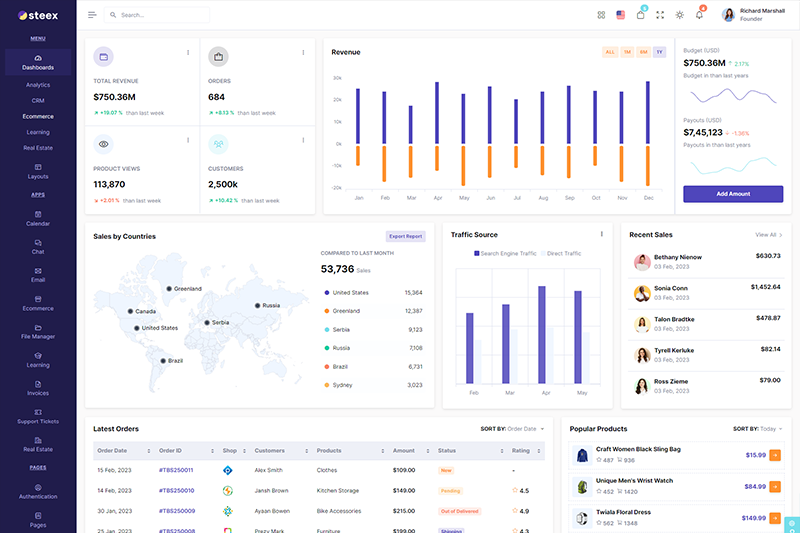 steex
Search...
5
4
Richard Marshall
Founder
MENU
Dashboards
Analytics
CRM
Ecommerce
Learning
Real Estate
Layouts
APPS
Calendar
Chat
Email
Ecommerce
File Manager
Learning
Invoices
Support Tickets
Real Estate
PAGES
Authentication
Pages
TOTAL REVENUE
$750.36M
+19.07 % than last week
ORDERS
684
+8.13 % than last week
PRODUCT VIEWS
113,870
+2.01 % than last week
CUSTOMERS
2,500k
+10.42 % than last week
Revenue
ALL 1M 6M 1Y
30k
20k
10k
0k
-10k
-20k
Jan Feb Mar Apr May Jun Jul Aug Sep Oct Nov Dec
Budget (USD)
$750.36M 2.17%
Budget in than last years
Payouts (USD)
$7,45,123 -1.36%
Payouts in than last years
Add Amount
Sales by Countries
Export Report
Greenland
Canada
Russia
United States
Serbia
Brazil
COMPARED TO LAST MONTH
53,736 Sales
United States 15,364
Greenland 12,387
Serbia 9,123
Russia 7,108
Brazil 6,731
Sydney 3,023
Traffic Source
Search Engine Traffic Direct Traffic
Feb Mar Apr May
Recent Sales
View All
Bethany Nienow $630.73
03 Feb, 2023
Sonia Conn $1,452.64
03 Feb, 2023
Talon Bradtke $478.87
03 Feb, 2023
Tyrell Kerluke $82.14
03 Feb, 2023
Ross Zieme $79.00
03 Feb, 2023
Latest Orders
SORT BY: Order Date
Order Date Order ID Shop Customers Products Amount Status Rating
15 Feb, 2023 #TBS250011 Alex Smith Clothes $109.00 New -
14 Feb, 2023 #TBS250010 Jansh Brown Kitchen Storage $149.00 Pending 4.5
30 Jan, 2023 #TBS250009 Ayaan Bowen Bike Accessories $215.00 Out of Delivered 4.9
25 Jan, 2023 #TBS250008 Prezy Mark Furniture $199.00 Shipping 4.3
Popular Products
SORT BY: Today
Craft Women Black Sling Bag
487 936
$15.99
Unique Men's Wrist Watch
452 1420
$84.99
Twiala Floral Dress
562 1348
$149.99